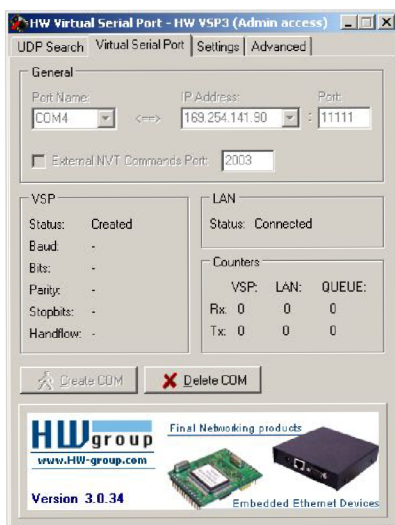 HW Virtual Serial Port - HW VSP3 (Admin access)
UDP Search Virtual Serial Port Settings Advanced
General
Port Name: IP Address: Port:
COM4 <==> 169.254.141.90 : 11111
External NVT Commands Port: 2003
VSP
Status: Created
Baud: -
Bits: -
Parity: -
Stopbits: -
Handflow: -
LAN
Status: Connected
Counters
VSP: LAN: QUEUE:
Rx: 0 0 0
Tx: 0 0 0
Create COM Delete COM
HW group
www.HW-group.com
Version 3.0.34
Final Networking products
Embedded Ethernet Devices